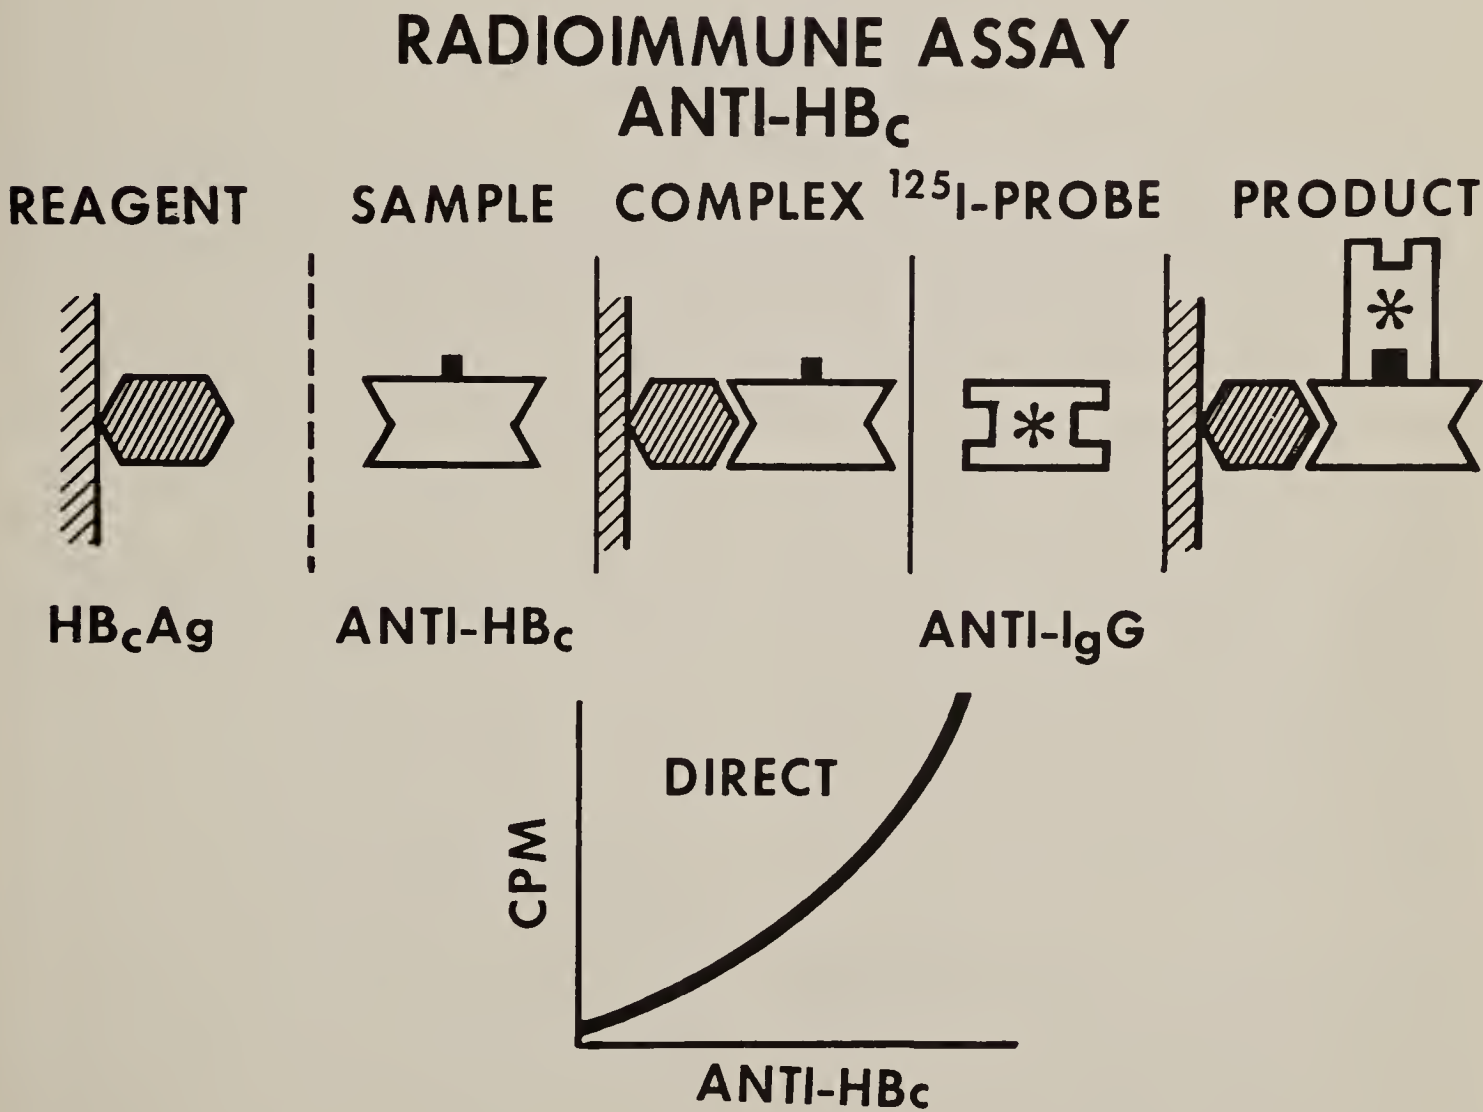 RADIOIMMUNE ASSAY
ANTI-HBc
REAGENT SAMPLE COMPLEX ¹²⁵I-PROBE PRODUCT
* *
HBcAg ANTI-HBc ANTI-IgG
DIRECT
CPM
ANTI-HBc